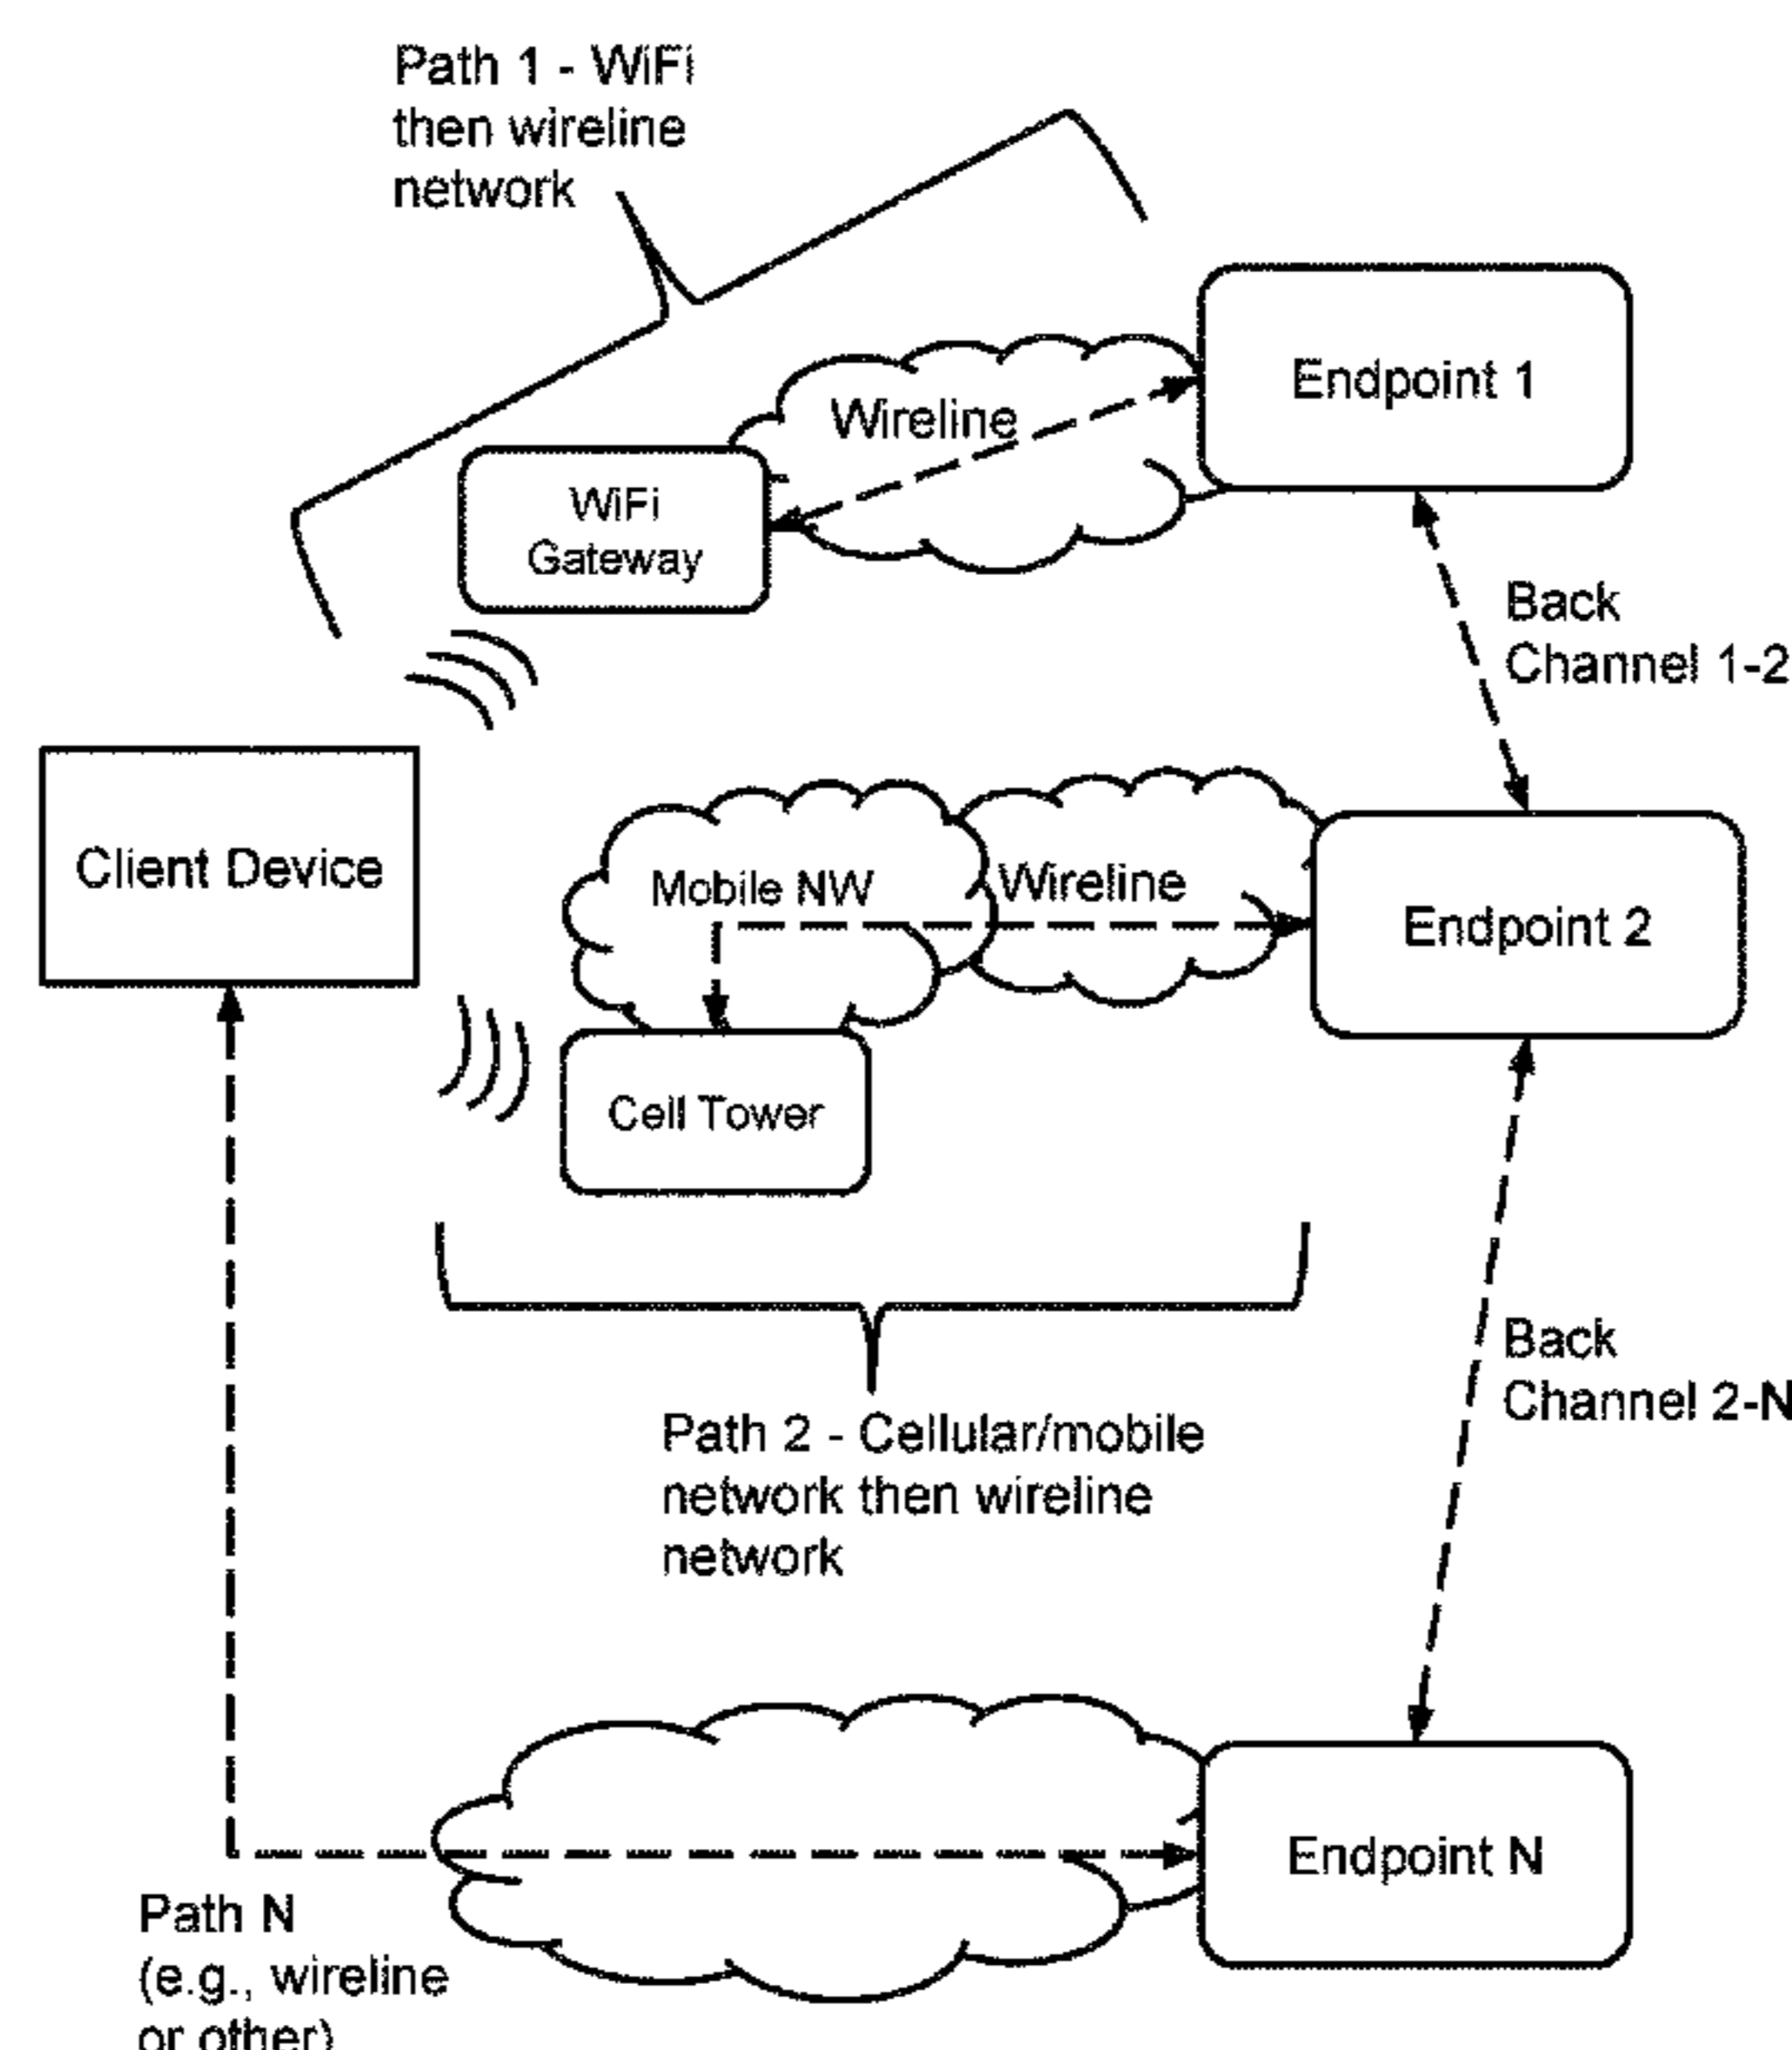 Path 1 - WiFi
then wireline
network
Endpoint 1
Wireline
WiFi
Gateway
Back
Channel 1-2
Client Device
Mobile NW
Wireline
Endpoint 2
Cell Tower
Back
Channel 2-N
Path 2 - Cellular/mobile
network then wireline
network
Endpoint N
Path N
(e.g., wireline
or other)